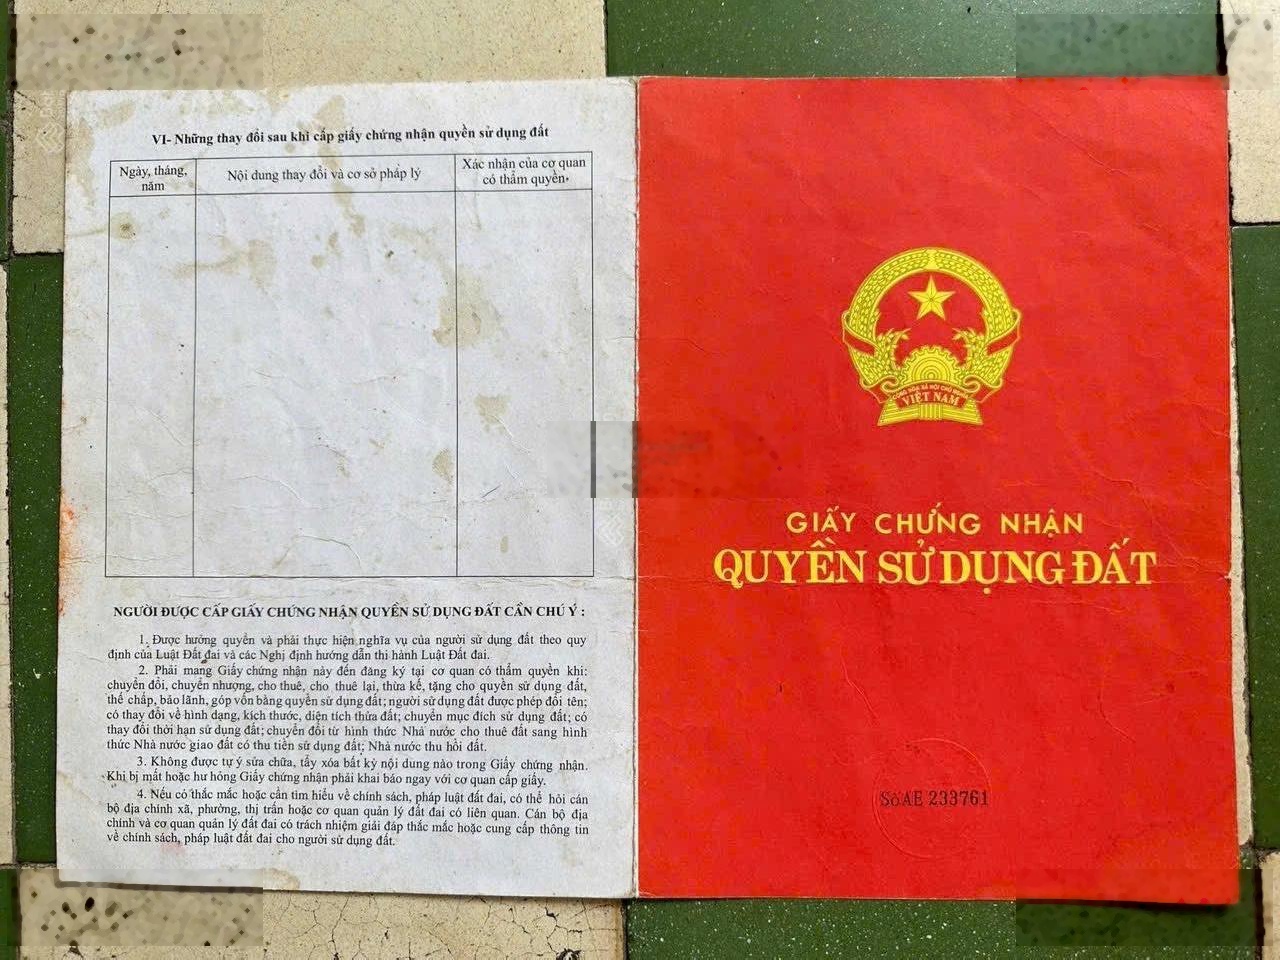 VI- Những thay đổi sau khi cấp giấy chứng nhận quyền sử dụng đất
Ngày, tháng,
năm
Nội dung thay đổi và cơ sở pháp lý
Xác nhận của cơ quan
có thẩm quyền
NGƯỜI ĐƯỢC CẤP GIẤY CHỨNG NHẬN QUYỀN SỬ DỤNG ĐẤT CẦN CHÚ Ý :
1. Được hưởng quyền và phải thực hiện nghĩa vụ của người sử dụng đất theo quy
định của Luật Đất đai và các Nghị định hướng dẫn thi hành Luật Đất đai.
2. Phải mang Giấy chứng nhận này đến đăng ký tại cơ quan có thẩm quyền khi:
chuyển đổi, chuyển nhượng, cho thuê, cho thuê lại, thừa kế, tặng cho quyền sử dụng đất,
thế chấp, bảo lãnh, góp vốn bằng quyền sử dụng đất; người sử dụng đất được phép đổi tên;
có thay đổi về hình dạng, kích thước, diện tích thửa đất; chuyển mục đích sử dụng đất; có
thay đổi thời hạn sử dụng đất; chuyển đổi từ hình thức Nhà nước cho thuê đất sang hình
thức Nhà nước giao đất có thu tiền sử dụng đất; Nhà nước thu hồi đất.
3. Không được tự ý sửa chữa, tẩy xóa bất kỳ nội dung nào trong Giấy chứng nhận.
Khi bị mất hoặc hư hỏng Giấy chứng nhận phải khai báo ngay với cơ quan cấp giấy.
4. Nếu có thắc mắc hoặc cần tìm hiểu về chính sách, pháp luật đất đai, có thể hỏi cán
bộ địa chính xã, phường, thị trấn hoặc cơ quan quản lý đất đai có liên quan. Cán bộ địa
chính và cơ quan quản lý đất đai có trách nhiệm giải đáp thắc mắc hoặc cung cấp thông tin
về chính sách, pháp luật đất đai cho người sử dụng đất.
CỘNG HÒA XÃ HỘI CHỦ NGHĨA
VIỆT NAM
GIẤY CHỨNG NHẬN
QUYỀN SỬ DỤNG ĐẤT
Số AE 233761